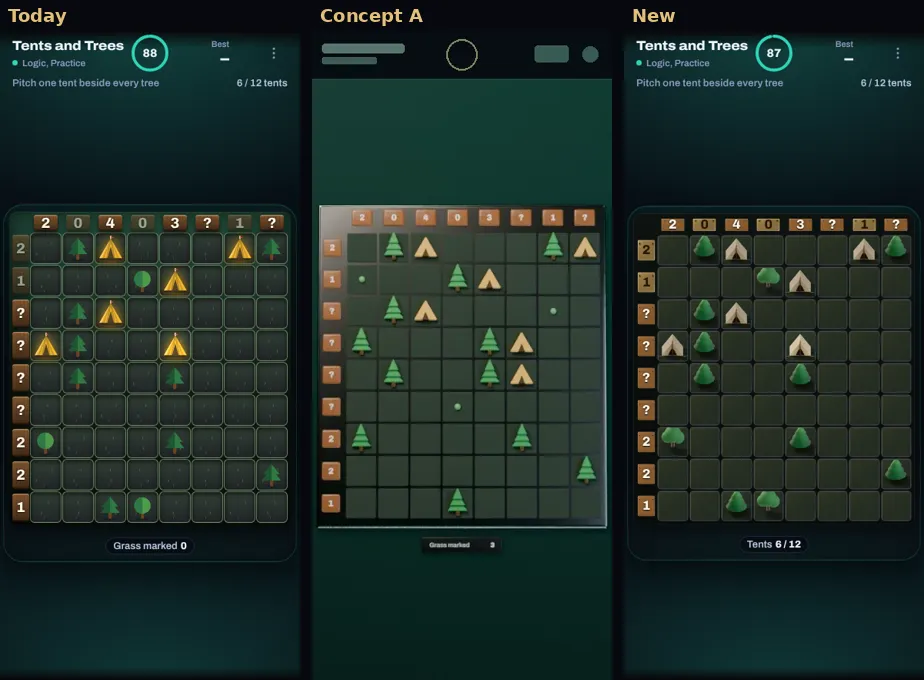 Today
Tents and Trees
88
Best
Logic, Practice
–
Pitch one tent beside every tree
6 / 12 tents
2 0 4 0 3 ? 1 ?
2
1
?
?
?
?
2
2
1
Grass marked 0
Concept A
2 0 4 0 3 ? 1 ?
2
1
?
?
?
?
2
2
1
Grass marked 3
New
Tents and Trees
87
Best
Logic, Practice
–
Pitch one tent beside every tree
6 / 12 tents
2 0 4 0 3 ? 1 ?
2
1
?
?
?
?
2
2
1
Tents 6 / 12